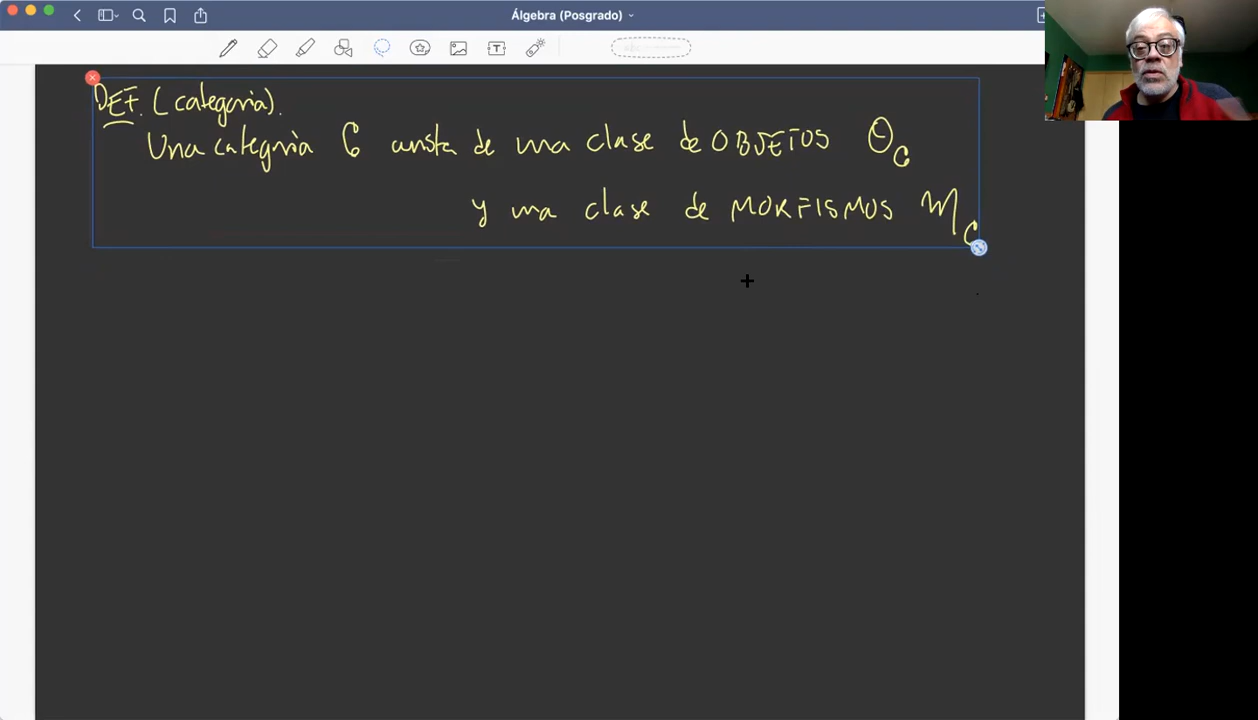 Álgebra (Posgrado)
DEF. (categoría).
Una categoría C consta de una clase de OBJETOS O_C
y una clase de MORFISMOS M_C